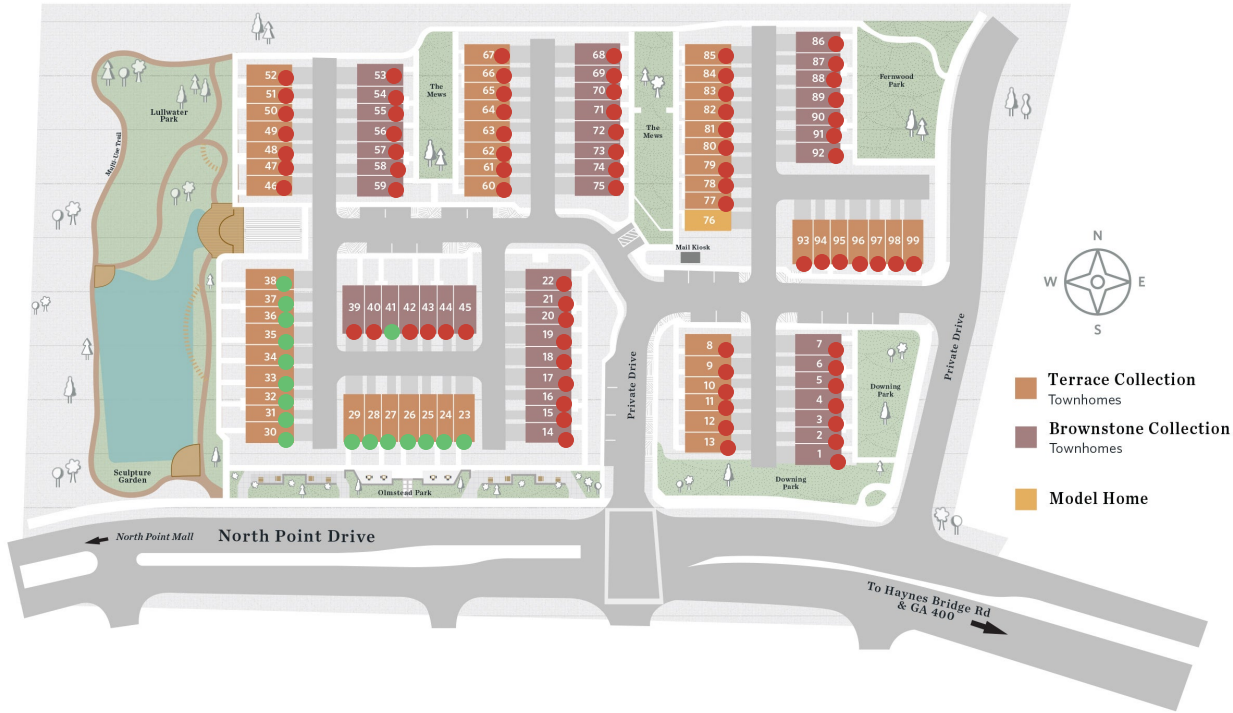 52
51
50
49
48
47
46
53
54
55
56
57
58
59
The
Mews
67
66
65
64
63
62
61
60
68
69
70
71
72
73
74
75
The
Mews
85
84
83
82
81
80
79
78
77
76
86
87
88
89
90
91
92
Fernwood
Park
Lullwater
Park
Multi-Use Trail
Mail Kiosk
93 94 95 96 97 98 99
38
37
36
35
34
33
32
31
30
39 40 41 42 43 44 45
29 28 27 26 25 24 23
22
21
20
19
18
17
16
15
14
Private Drive
8
9
10
11
12
13
7
6
5
4
3
2
1
Downing
Park
Private Drive
Downing
Park
Sculpture
Garden
Olmstead Park
North Point Mall
North Point Drive
To Haynes Bridge Rd
& GA 400
N
W E
S
Terrace Collection
Townhomes
Brownstone Collection
Townhomes
Model Home